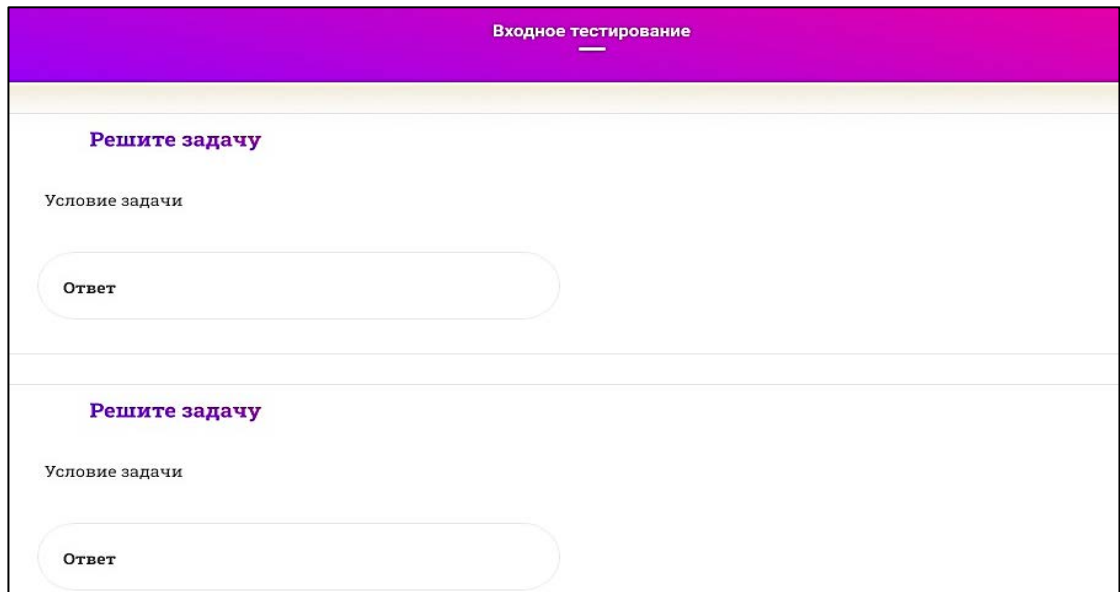 Входное тестирование
Решите задачу
Условие задачи
Ответ
Решите задачу
Условие задачи
Ответ